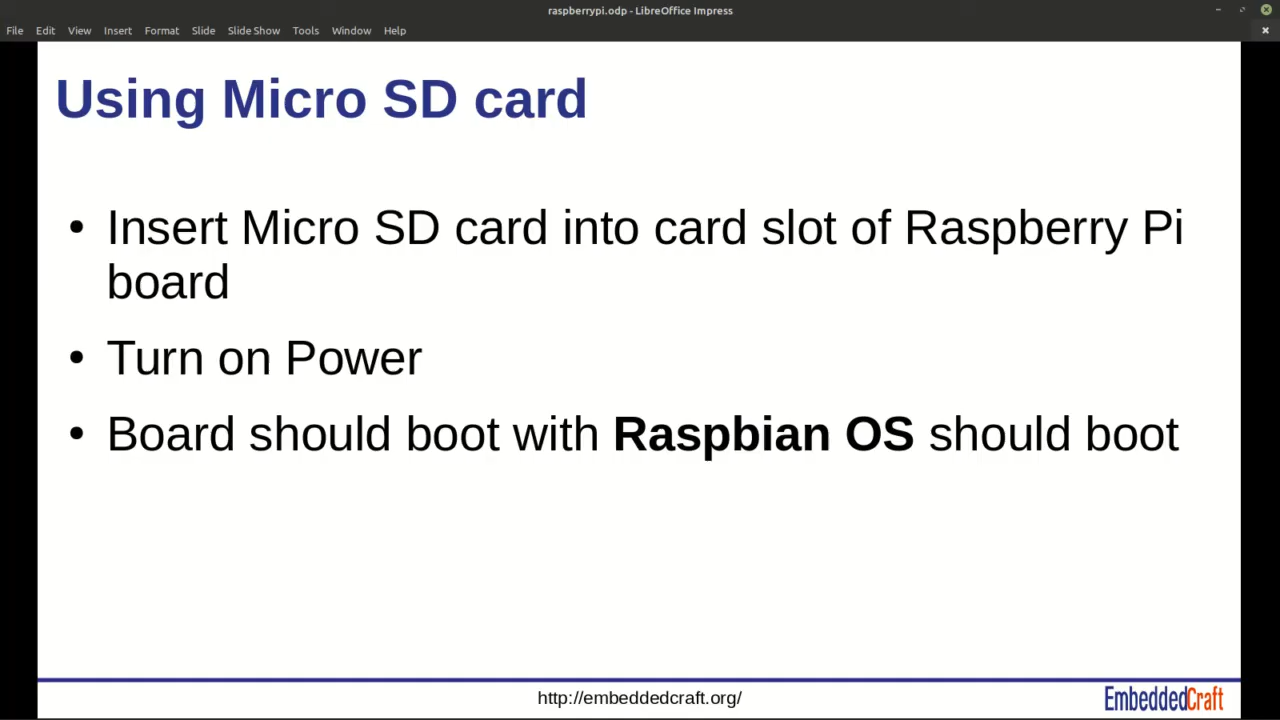 raspberrypi.odp - LibreOffice Impress
File Edit View Insert Format Slide Slide Show Tools Window Help
Using Micro SD card
• Insert Micro SD card into card slot of Raspberry Pi
board
• Turn on Power
• Board should boot with Raspbian OS should boot
http://embeddedcraft.org/
EmbeddedCraft